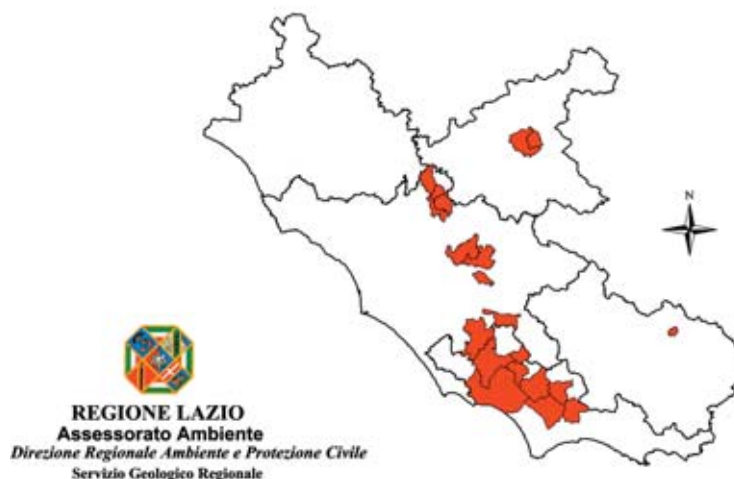 N
REGIONE LAZIO
Assessorato Ambiente
Direzione Regionale Ambiente e Protezione Civile
Servizio Geologico Regionale